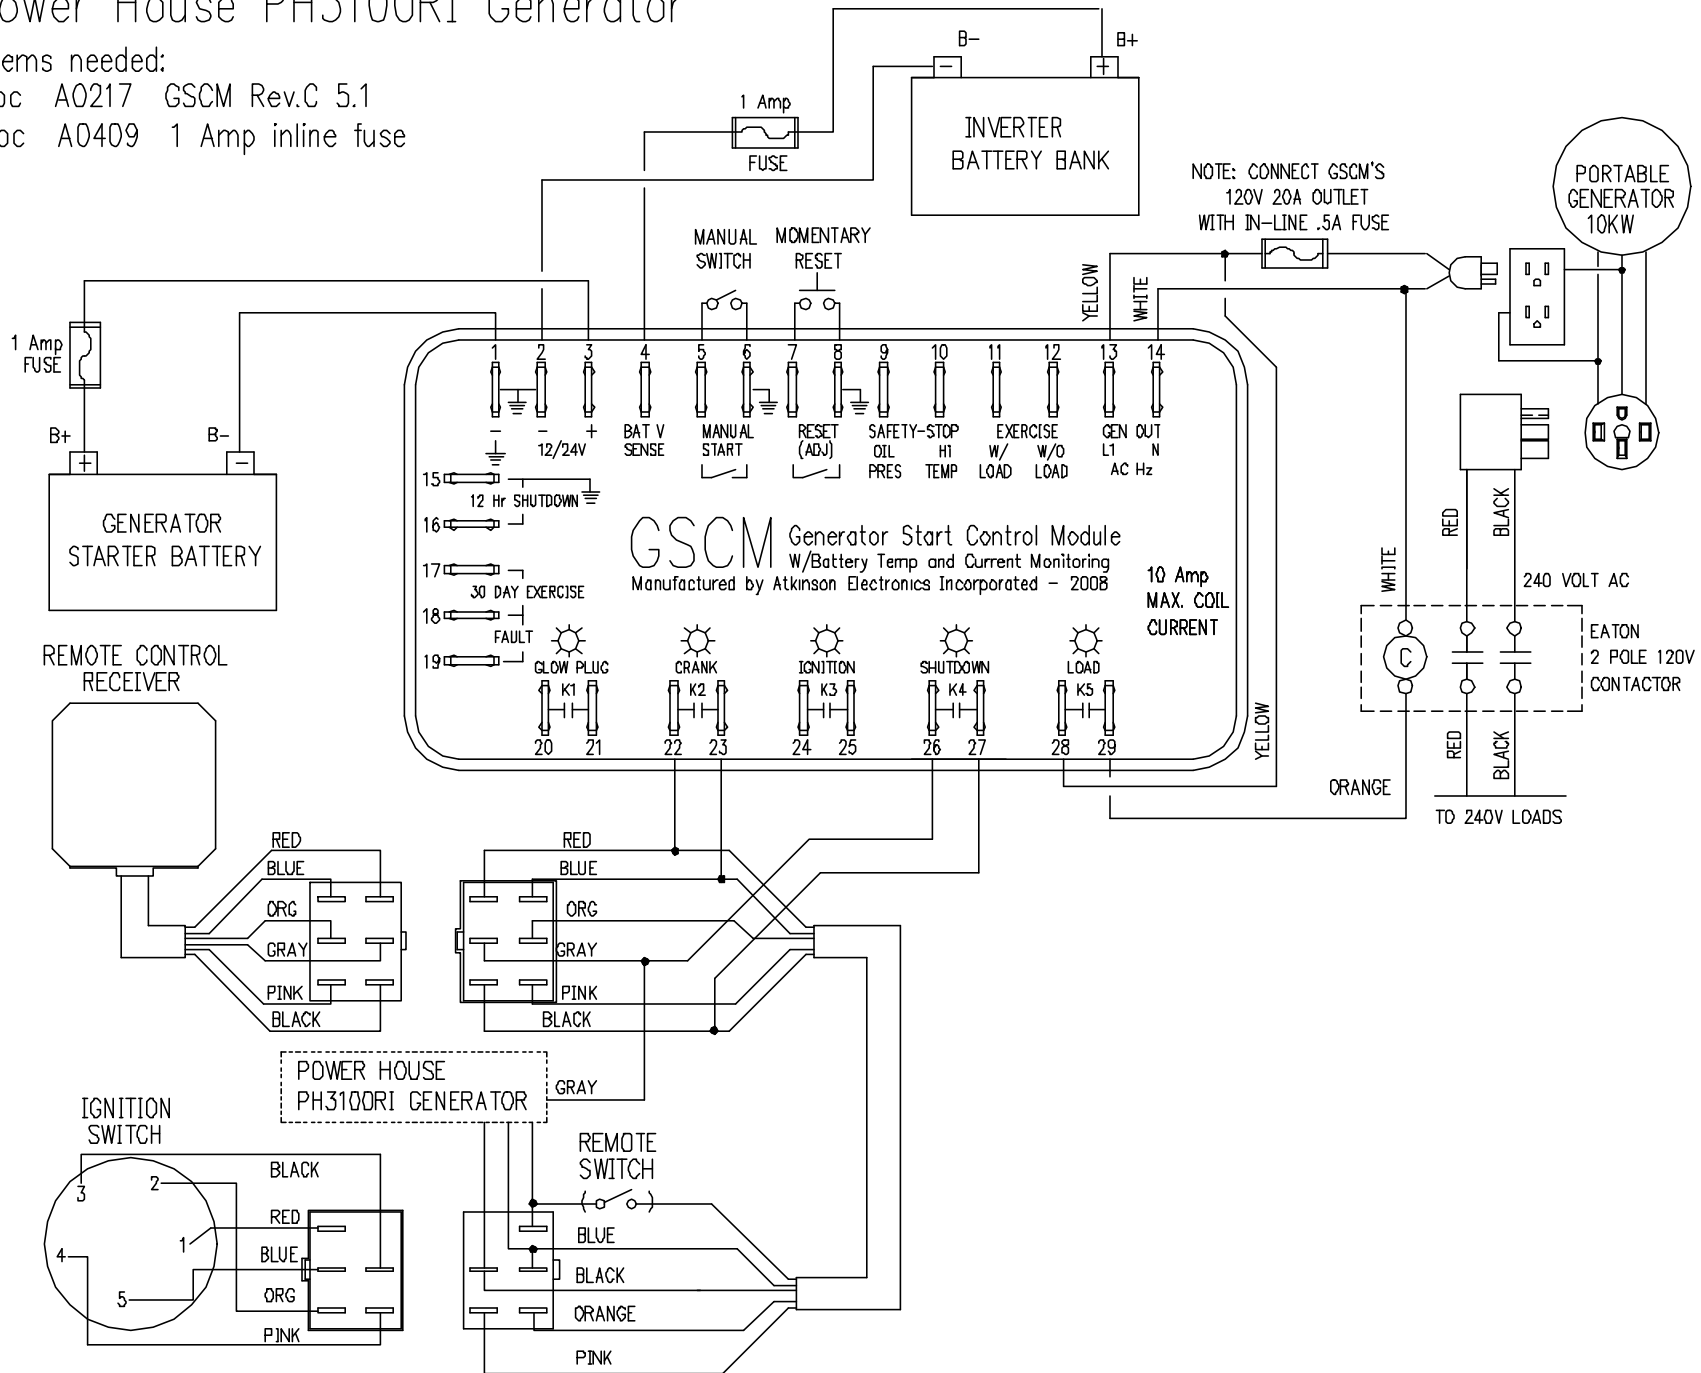 Power House PH3100RI Generator
ems needed:
pc A0217 GSCM Rev.C 5.1
pc A0409 1 Amp inline fuse
B-
B+
- +
INVERTER
BATTERY BANK
1 Amp
FUSE
NOTE: CONNECT GSCM'S
120V 20A OUTLET
WITH IN-LINE .5A FUSE
PORTABLE
GENERATOR
10KW
MANUAL
SWITCH
MOMENTARY
RESET
YELLOW
WHITE
1 Amp
FUSE
B+
B-
+ -
GENERATOR
STARTER BATTERY
1 2 3 4 5 6 7 8 9 10 11 12 13 14
- - +
12/24V
BAT V
SENSE
MANUAL
START
RESET
(ADJ)
SAFETY-STOP
OIL
PRES
HI
TEMP
EXERCISE
W/
LOAD
W/O
LOAD
GEN OUT
L1 N
AC Hz
15
12 Hr SHUTDOWN
16
17
30 DAY EXERCISE
18
FAULT
19
GSCM Generator Start Control Module
W/Battery Temp and Current Monitoring
Manufactured by Atkinson Electronics Incorporated - 2008
10 Amp
MAX. COIL
CURRENT
GLOW PLUG
K1
20 21
CRANK
K2
22 23
IGNITION
K3
24 25
SHUTDOWN
K4
26 27
LOAD
K5
28 29
YELLOW
WHITE
ORANGE
RED
BLACK
240 VOLT AC
C
EATON
2 POLE 120V
CONTACTOR
RED
BLACK
TO 240V LOADS
REMOTE CONTROL
RECEIVER
RED
BLUE
ORG
GRAY
PINK
BLACK
RED
BLUE
ORG
GRAY
PINK
BLACK
POWER HOUSE
PH3100RI GENERATOR
GRAY
IGNITION
SWITCH
3
2
1
4
5
BLACK
RED
BLUE
ORG
PINK
REMOTE
SWITCH
BLUE
BLACK
ORANGE
PINK